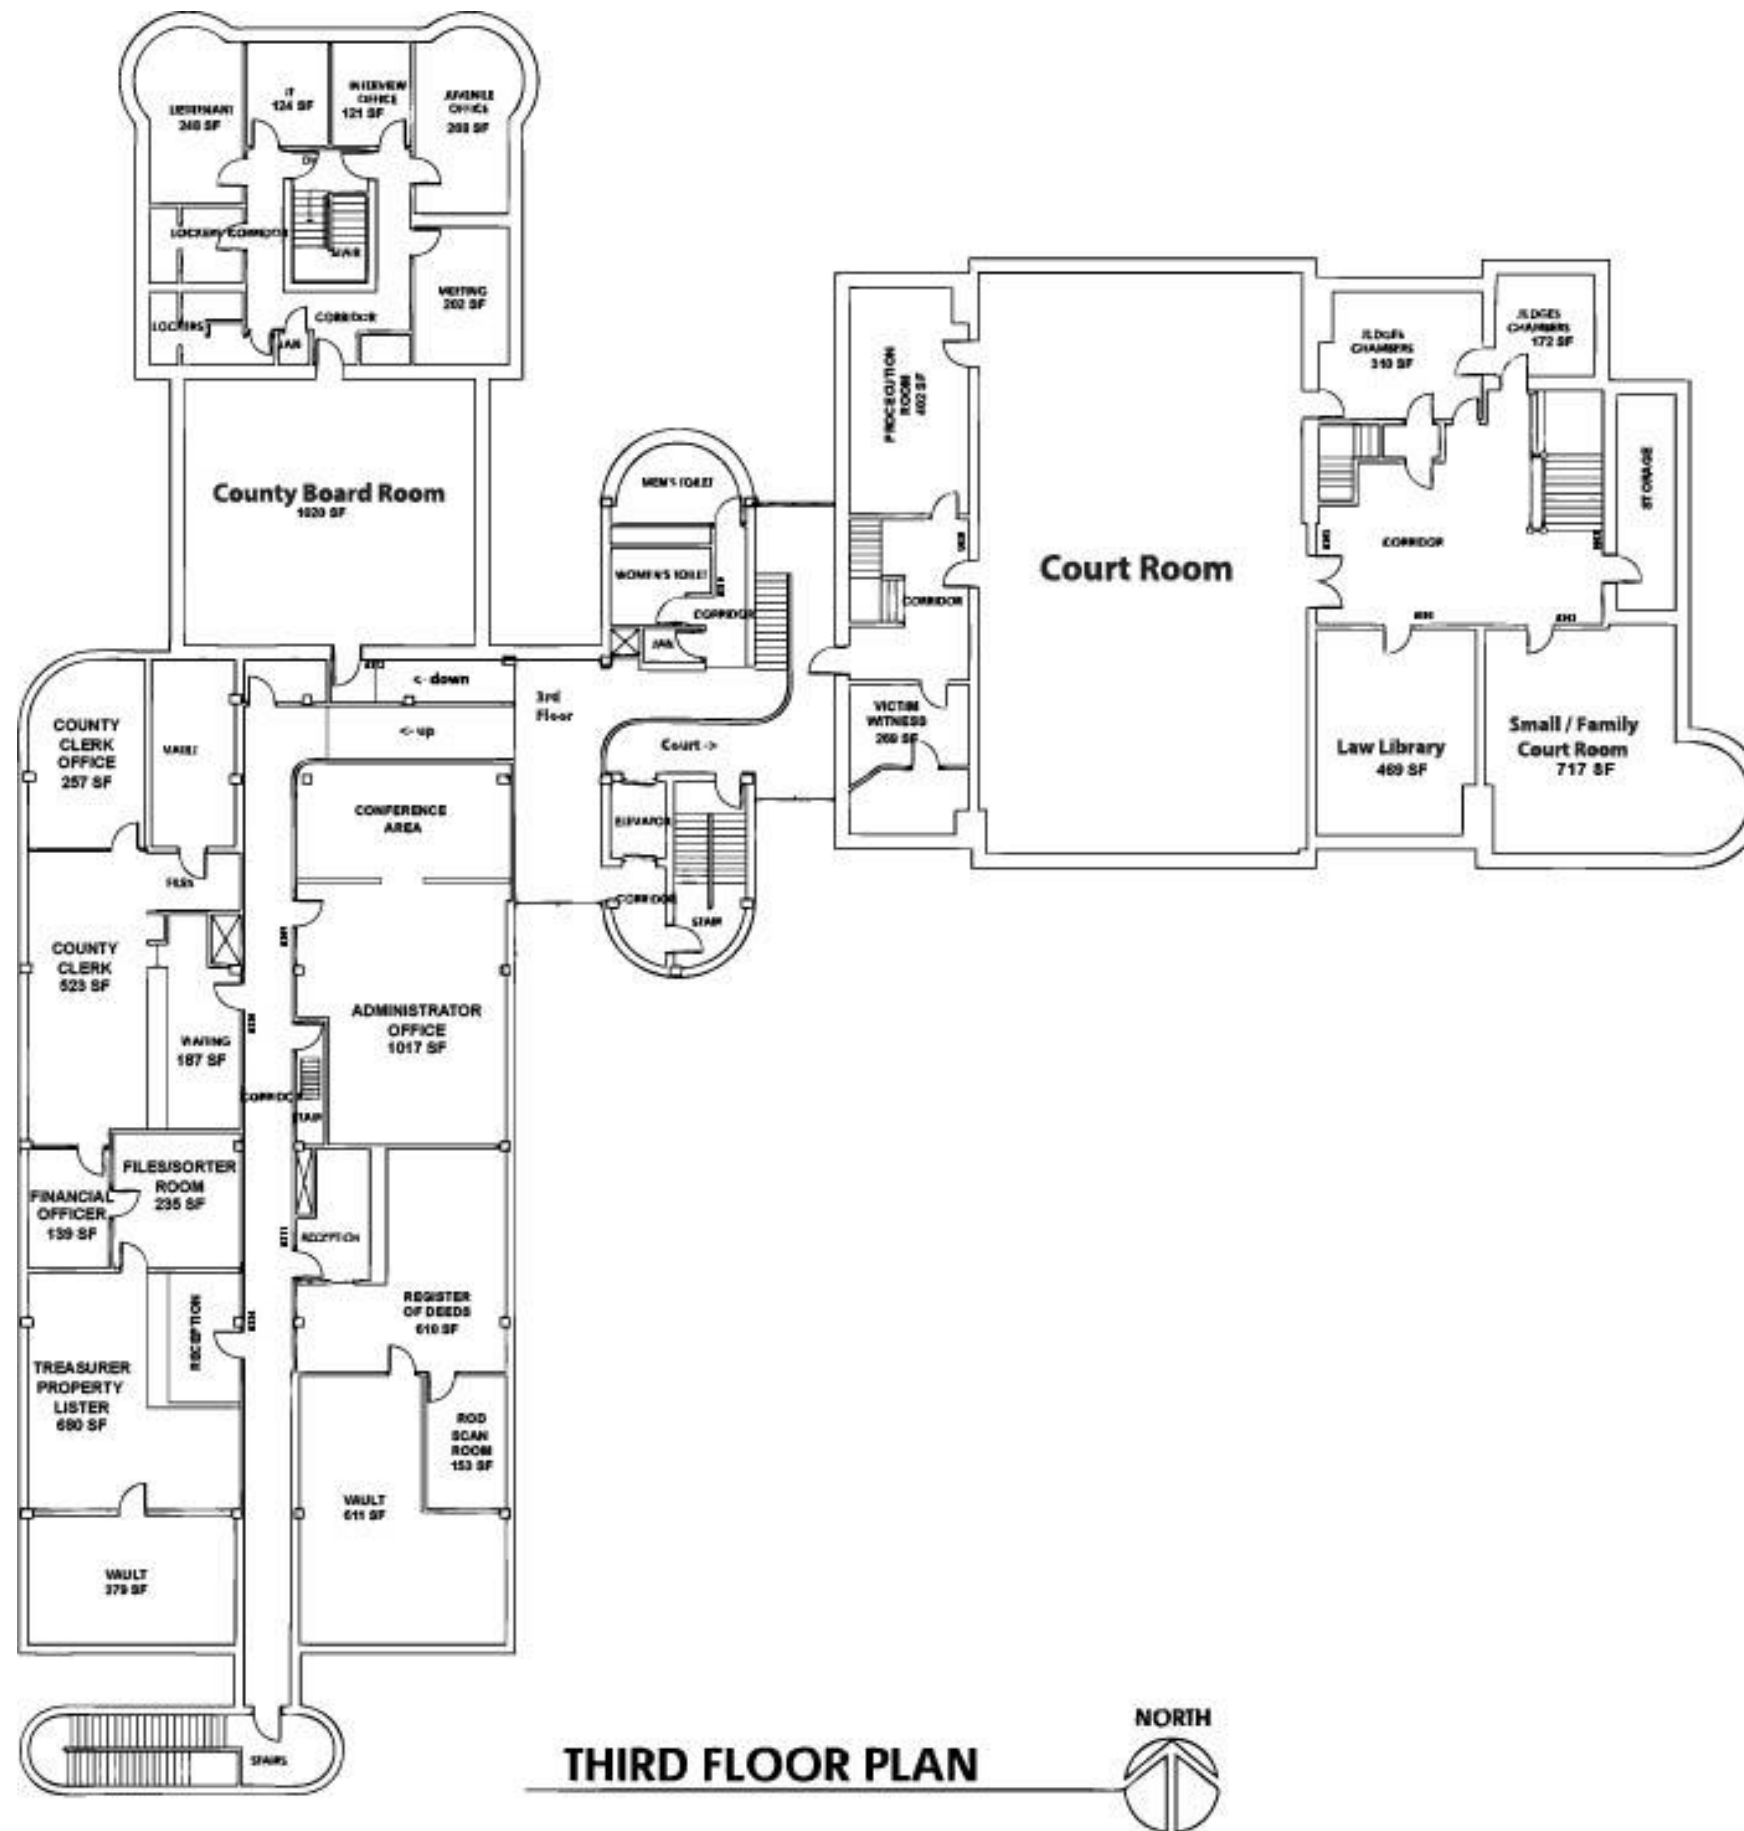 LIEUTENANT
248 SF
IT
124 SF
INTERVIEW
OFFICE
121 SF
JUVENILE
OFFICE
268 SF
LOCKERS
CORRIDOR
STAIR
MEETING
202 SF
LOCKERS
CORRIDOR
JAN
County Board Room
1020 SF
MEN'S TOILET
WOMEN'S TOILET
CORRIDOR
JAN
<- down
<- up
3rd
Floor
Court ->
PROCECUTION
ROOM
402 SF
CORRIDOR
VICTIM
WITNESS
269 SF
Court Room
JUDGES
CHAMBERS
310 SF
JUDGES
CHAMBERS
172 SF
STORAGE
CORRIDOR
Law Library
469 SF
Small / Family
Court Room
717 SF
COUNTY
CLERK
OFFICE
257 SF
VAULT
CONFERENCE
AREA
ELEVATOR
CORRIDOR
STAIR
FILES
COUNTY
CLERK
523 SF
WAITING
187 SF
ADMINISTRATOR
OFFICE
1017 SF
CORRIDOR
STAIR
FILES/SORTER
ROOM
235 SF
FINANCIAL
OFFICER
139 SF
RECEPTION
RECEPTION
REGISTER
OF DEEDS
610 SF
TREASURER
PROPERTY
LISTER
680 SF
ROD
SCAN
ROOM
153 SF
VAULT
611 SF
VAULT
379 SF
STAIRS
THIRD FLOOR PLAN
NORTH